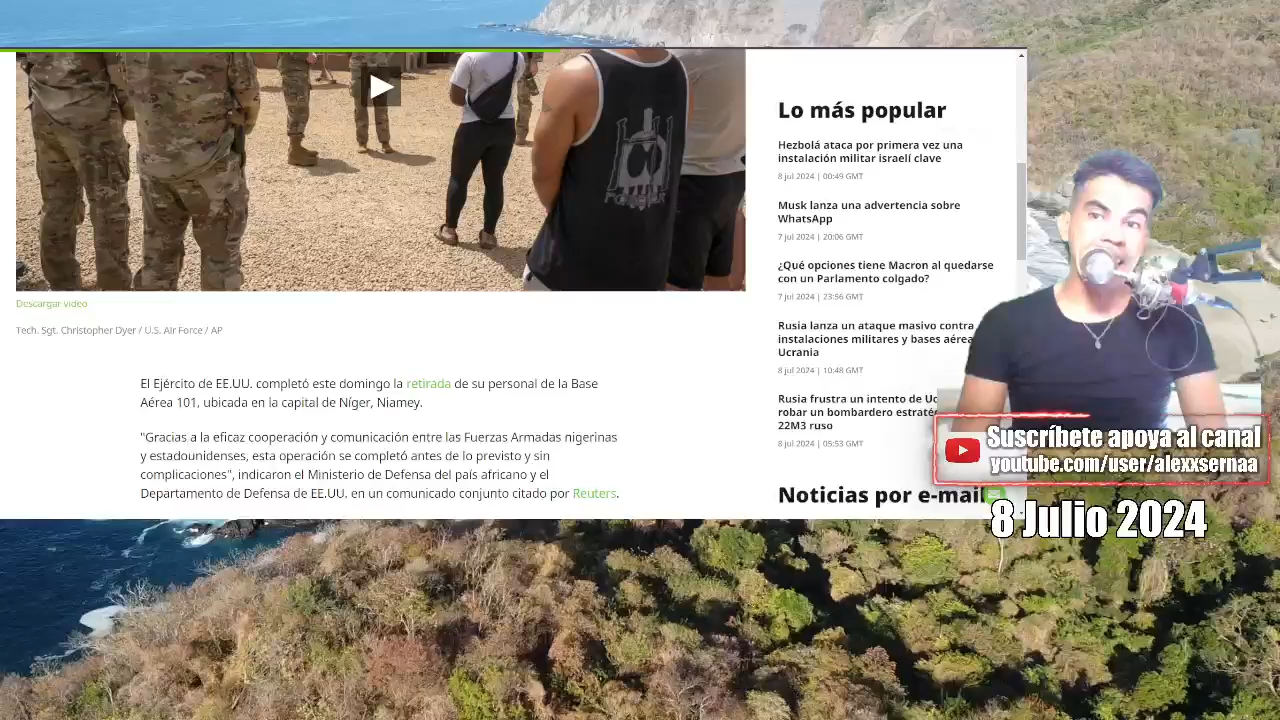 Descargar video
Tech. Sgt. Christopher Dyer / U.S. Air Force / AP
El Ejército de EE.UU. completó este domingo la retirada de su personal de la Base
Aérea 101, ubicada en la capital de Níger, Niamey.
"Gracias a la eficaz cooperación y comunicación entre las Fuerzas Armadas nigerinas
y estadounidenses, esta operación se completó antes de lo previsto y sin
complicaciones", indicaron el Ministerio de Defensa del país africano y el
Departamento de Defensa de EE.UU. en un comunicado conjunto citado por Reuters.
Lo más popular
Hezbolá ataca por primera vez una
instalación militar israelí clave
8 jul 2024 | 00:49 GMT
Musk lanza una advertencia sobre
WhatsApp
7 jul 2024 | 20:06 GMT
¿Qué opciones tiene Macron al quedarse
con un Parlamento colgado?
7 jul 2024 | 23:56 GMT
Rusia lanza un ataque masivo contra
instalaciones militares y bases aérea
Ucrania
8 jul 2024 | 10:48 GMT
Rusia frustra un intento de Uc
robar un bombardero estraté
22M3 ruso
8 jul 2024 | 05:53 GMT
Noticias por e-mail
Suscríbete apoya al canal
youtube.com/user/alexxsernaa
8 Julio 2024